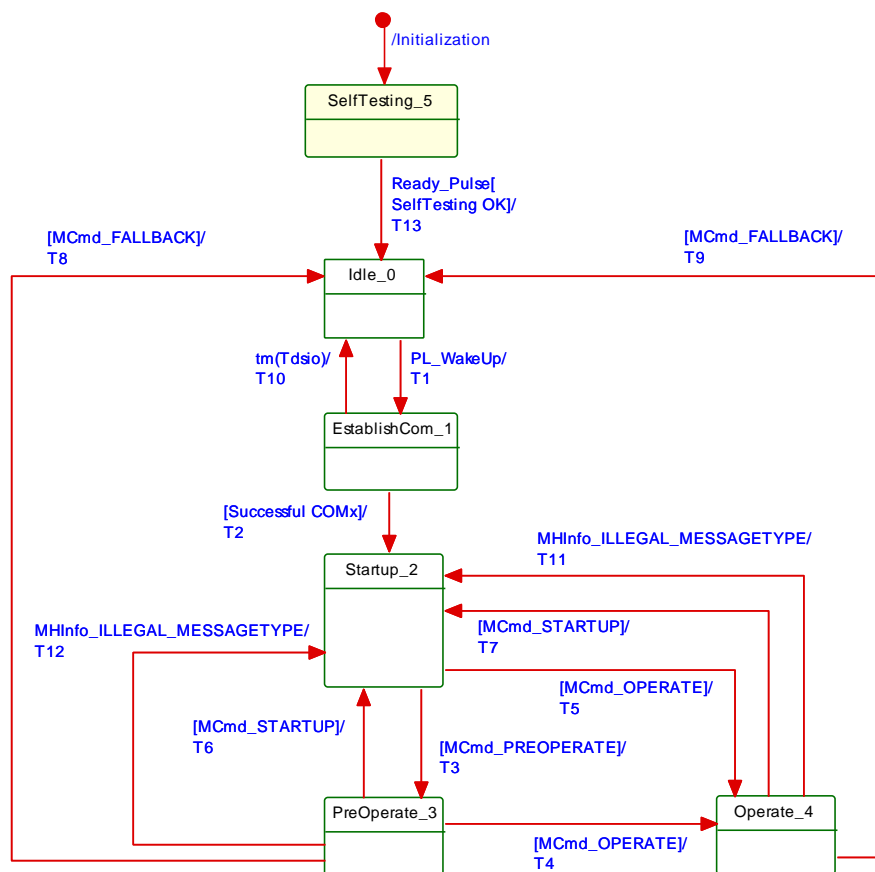 /Initialization
SelfTesting_5
Ready_Pulse[
SelfTesting OK]/
T13
[MCmd_FALLBACK]/
T8
[MCmd_FALLBACK]/
T9
Idle_0
tm(Tdsio)/
T10
PL_WakeUp/
T1
EstablishCom_1
[Successful COMx]/
T2
MHInfo_ILLEGAL_MESSAGETYPE/
T11
Startup_2
MHInfo_ILLEGAL_MESSAGETYPE/
T12
[MCmd_STARTUP]/
T7
[MCmd_OPERATE]/
T5
[MCmd_STARTUP]/
T6
[MCmd_PREOPERATE]/
T3
PreOperate_3
Operate_4
[MCmd_OPERATE]/
T4